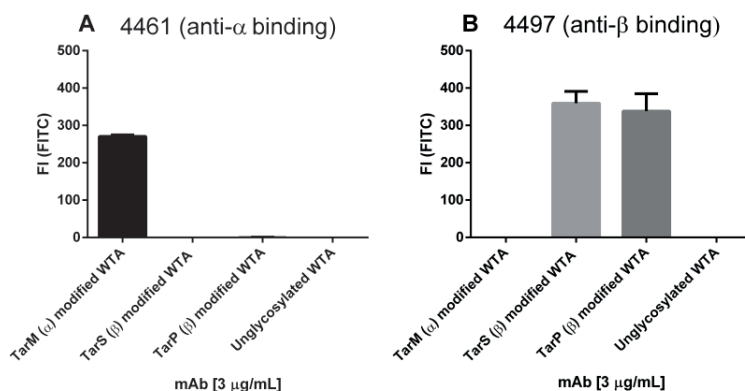 A 4461 (anti-α binding)
500
400
300
200
100
0
FI (FITC)
TarM (α) modified WTA
TarS (β) modified WTA
TarP (β) modified WTA
Unglycosylated WTA
mAb [3 μg/mL]
B 4497 (anti-β binding)
500
400
300
200
100
0
FI (FITC)
TarM (α) modified WTA
TarS (β) modified WTA
TarP (β) modified WTA
Unglycosylated WTA
mAb [3 μg/mL]